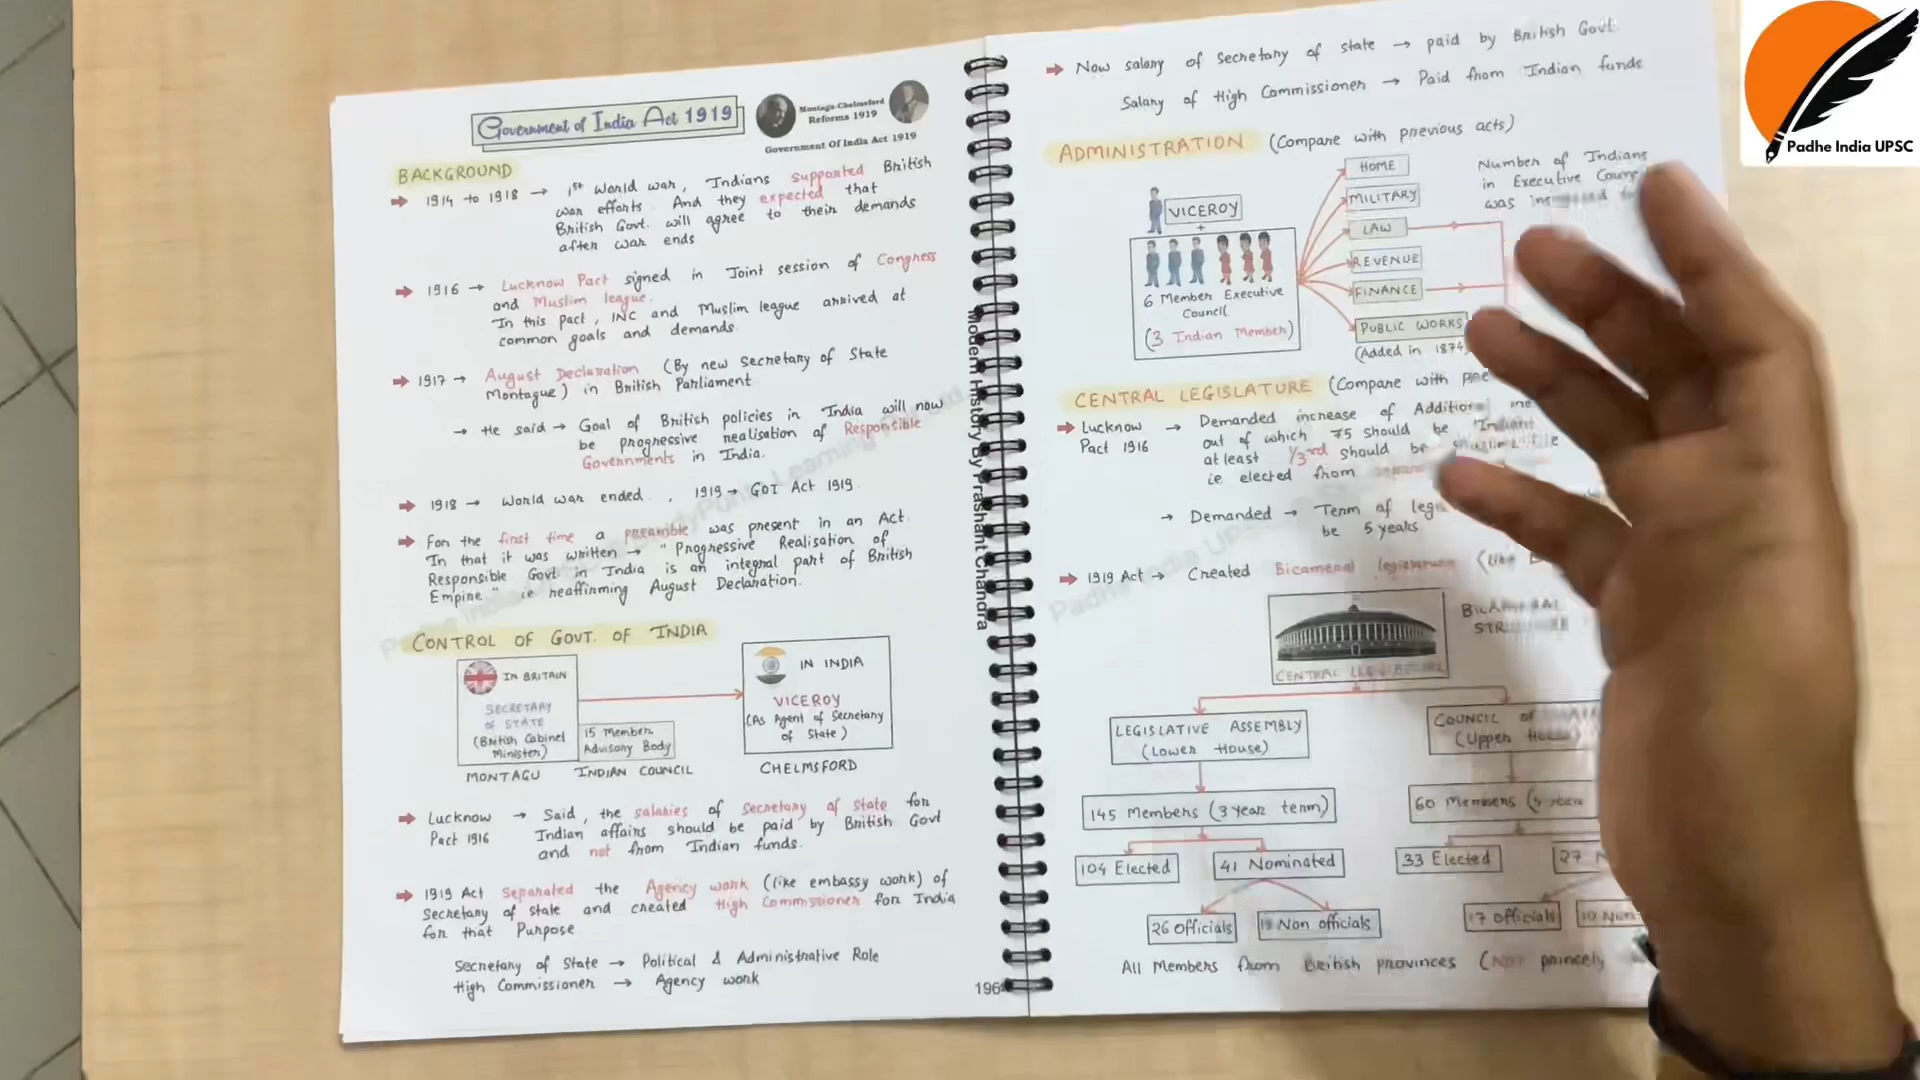 Government of India Act 1919
Montagu-Chelmsford
Reforms 1919
Government Of India Act 1919
BACKGROUND
1914 to 1918 → 1st World war, Indians supported British
war efforts. And they expected that
British Govt. will agree to their demands
after war ends
1916 → Lucknow Pact signed in Joint session of Congress
and Muslim league.
In this Pact, INC and Muslim league arrived at
common goals and demands.
1917 → August Declaration (By new Secretary of State
Montague) in British Parliament
→ He said → Goal of British policies in India will now
be progressive realisation of Responsible
Governments in India.
1918 → World war ended, 1919 → GOI Act 1919.
For the first time a preamble was present in an Act.
In that it was written → "Progressive Realisation of
Responsible Govt in India is an integral part of British
Empire" ie reaffirming August Declaration.
CONTROL OF GOVT. OF INDIA
IN BRITAIN
SECRETARY
OF STATE
(British Cabinet
Minister)
MONTAGU
15 Member
Advisory Body
INDIAN COUNCIL
IN INDIA
VICEROY
(As Agent of Secretary
of State)
CHELMSFORD
Lucknow → Said, the salaries of Secretary of state for
Pact 1916 Indian affairs should be paid by British Govt
and not from Indian funds.
1919 Act Separated the Agency work (like embassy work) of
Secretary of state and created High Commissioner for India
for that Purpose
Secretary of State → Political & Administrative Role
High Commissioner → Agency work
196
Modern History By Prashant Chandra
Now salary of Secretary of state → paid by British Govt.
Salary of High Commissioner → Paid from Indian funds
ADMINISTRATION (Compare with previous acts)
VICEROY
+
6 Member Executive
Council
(3 Indian Member)
HOME
MILITARY
LAW
REVENUE
FINANCE
PUBLIC WORKS
(Added in 1874
Number of Indians
in Executive
was
CENTRAL LEGISLATURE (Compare with
Lucknow → Demanded increase of
Pact 1916 out of which 75 should be
at least 1/3rd should be
ie elected from
→ Demanded → Term of
be 5 years
1919 Act → Created Bicameral legislature
CENTRAL LEGISLATURE
LEGISLATIVE ASSEMBLY
(Lower House)
145 Members (3 year term)
104 Elected
41 Nominated
26 Officials
Non officials
COUNCIL OF
(Upper House
60 Members
33 Elected
27
17 Officials
10
All Members from British provinces (NOT princely
Padhe India UPSC